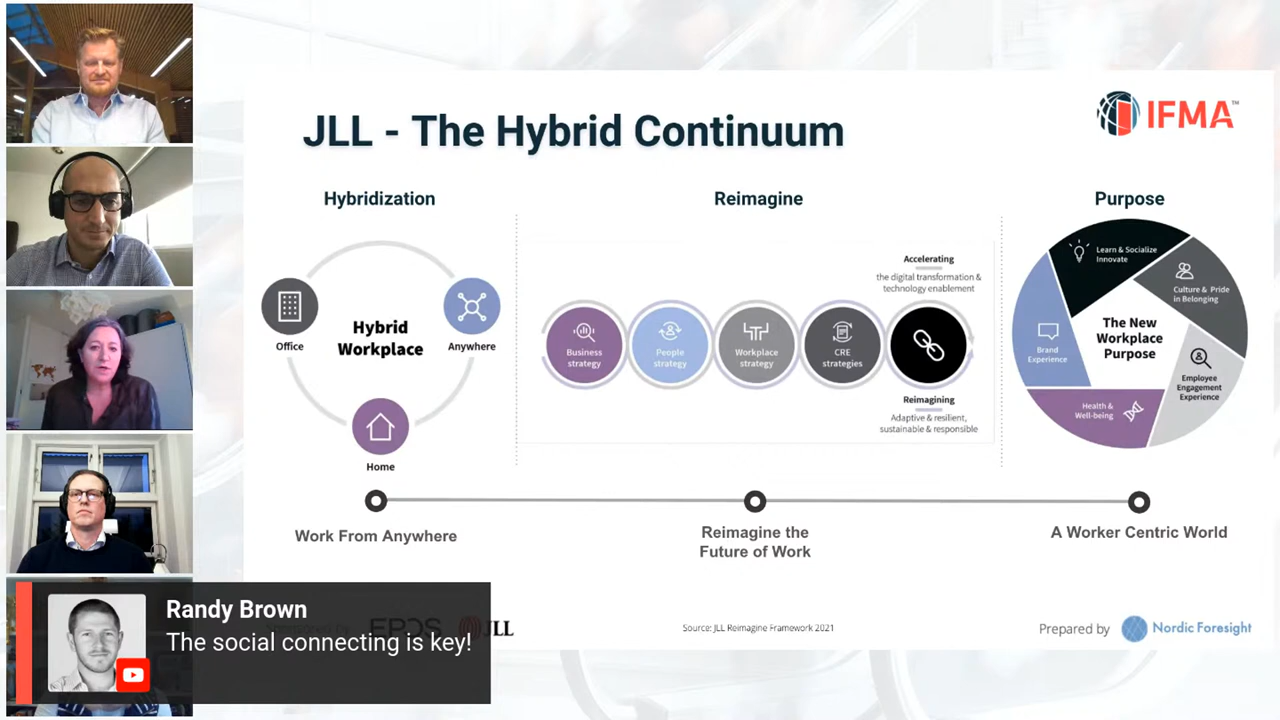 JLL - The Hybrid Continuum
IFMA™
Hybridization
Reimagine
Purpose
Office
Hybrid
Workplace
Anywhere
Home
Business
strategy
People
strategy
Workplace
strategy
CRE
strategies
Accelerating
the digital transformation &
technology enablement
Reimagining
Adaptive & resilient,
sustainable & responsible
Learn & Socialize
Innovate
Culture & Pride
in Belonging
The New
Workplace
Purpose
Brand
Experience
Employee
Engagement
Experience
Health &
Well-being
Work From Anywhere
Reimagine the
Future of Work
A Worker Centric World
Randy Brown
The social connecting is key!
JLL
Source: JLL Reimagine Framework 2021
Prepared by
Nordic Foresight